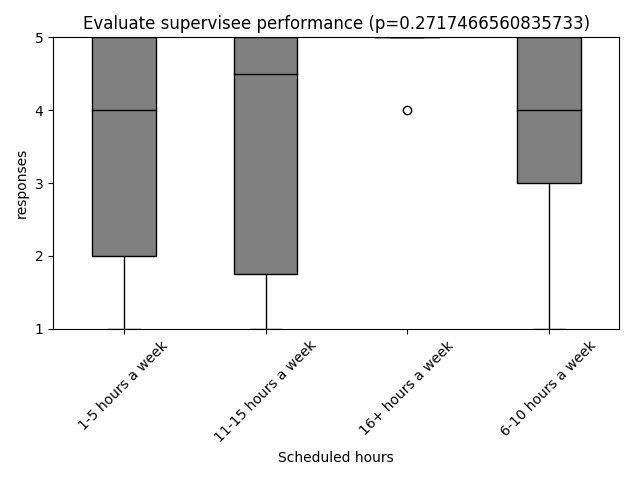 Evaluate supervisee performance (p=0.2717466560835733)
5
4
3
2
1
responses
1-5 hours a week
11-15 hours a week
16+ hours a week
6-10 hours a week
Scheduled hours